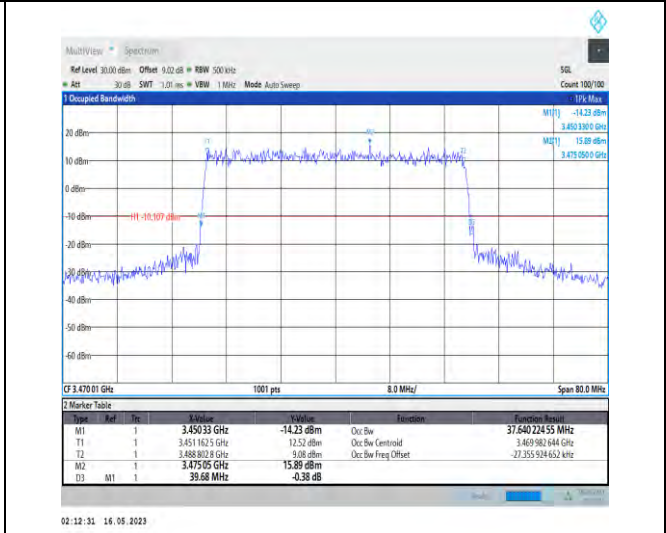 MultiView Spectrum
Ref Level 30.00 dBm Offset 9.02 dB RBW 500 kHz SGL
Att 30 dB SWT 1.01 ms VBW 1 MHz Mode Auto Sweep Count 100/100
1 Occupied Bandwidth 1Pk Max
M1[1] -14.23 dBm
3.450 330 0 GHz
M2[1] 15.89 dBm
3.475 050 0 GHz
20 dBm
10 dBm
0 dBm
-10 dBm H1 -10.107 dBm
-20 dBm
-30 dBm
-40 dBm
-50 dBm
-60 dBm
CF 3.470 01 GHz 1001 pts 8.0 MHz/ Span 80.0 MHz
2 Marker Table
Type Ref Trc X-Value Y-Value Function Function Result
M1 1 3.450 33 GHz -14.23 dBm Occ Bw 37.640 224 55 MHz
T1 1 3.451 162 5 GHz 12.52 dBm Occ Bw Centroid 3.469 982 644 GHz
T2 1 3.488 802 8 GHz 9.08 dBm Occ Bw Freq Offset -27.355 924 652 kHz
M2 1 3.475 05 GHz 15.89 dBm
D3 M1 1 39.68 MHz -0.38 dB
02:12:31 16.05.2023